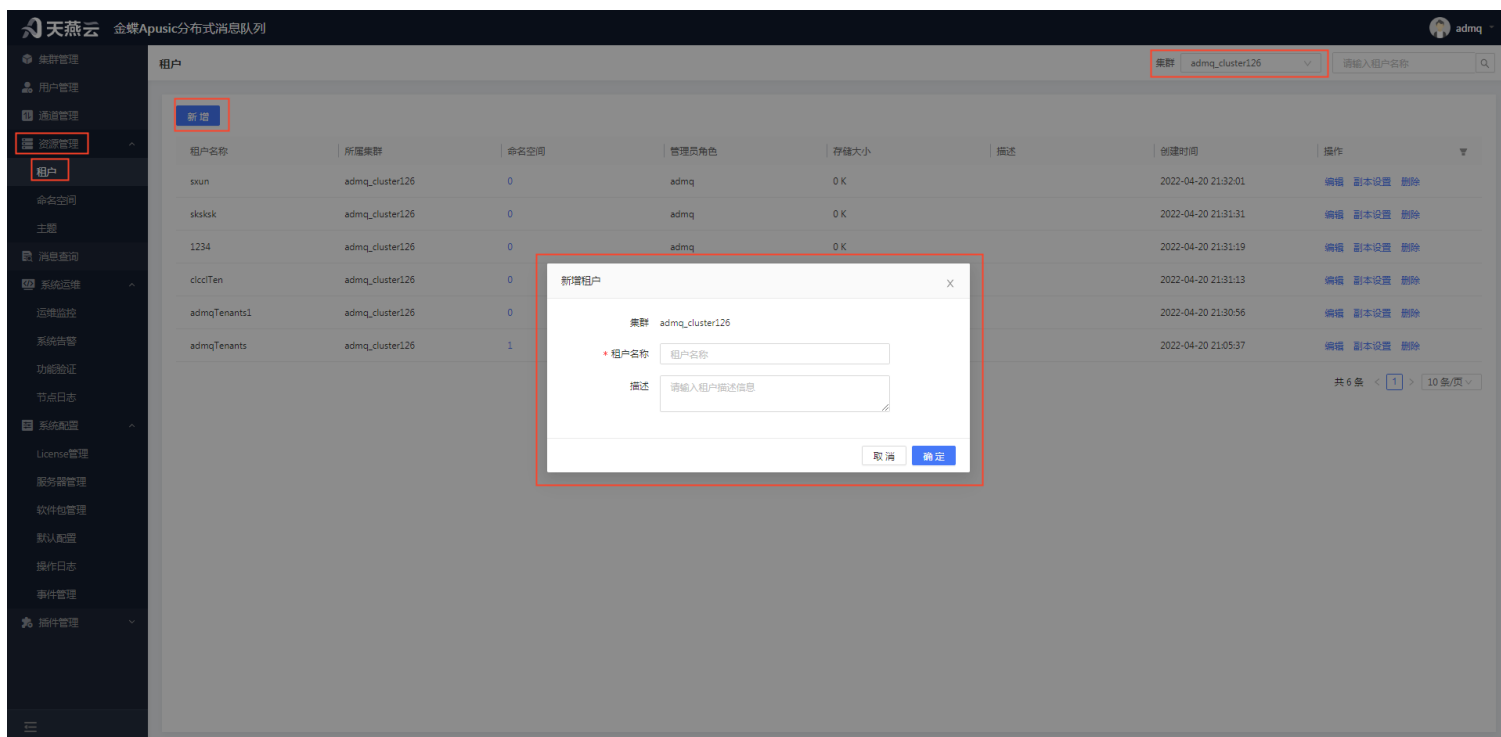 天燕云 金蝶Apusic分布式消息队列 admq
集群管理
用户管理
通道管理
资源管理
租户
命名空间
主题
消息查询
系统运维
运维监控
系统告警
功能验证
节点日志
系统配置
License管理
服务器管理
软件包管理
默认配置
操作日志
事件管理
插件管理
租户 集群 admq_cluster126 请输入租户名称
新增
租户名称 所属集群 命名空间 管理员角色 存储大小 描述 创建时间 操作
sxun admq_cluster126 0 admq 0 K 2022-04-20 21:32:01 编辑 副本设置 删除
sksksk admq_cluster126 0 admq 0 K 2022-04-20 21:31:31 编辑 副本设置 删除
1234 admq_cluster126 0 admq 0 K 2022-04-20 21:31:19 编辑 副本设置 删除
clcclTen admq_cluster126 0 2022-04-20 21:31:13 编辑 副本设置 删除
admqTenants1 admq_cluster126 0 2022-04-20 21:30:56 编辑 副本设置 删除
admqTenants admq_cluster126 1 2022-04-20 21:05:37 编辑 副本设置 删除
共 6 条 < 1 > 10 条/页
新增租户 X
集群 admq_cluster126
* 租户名称 租户名称
描述 请输入租户描述信息
取消 确定